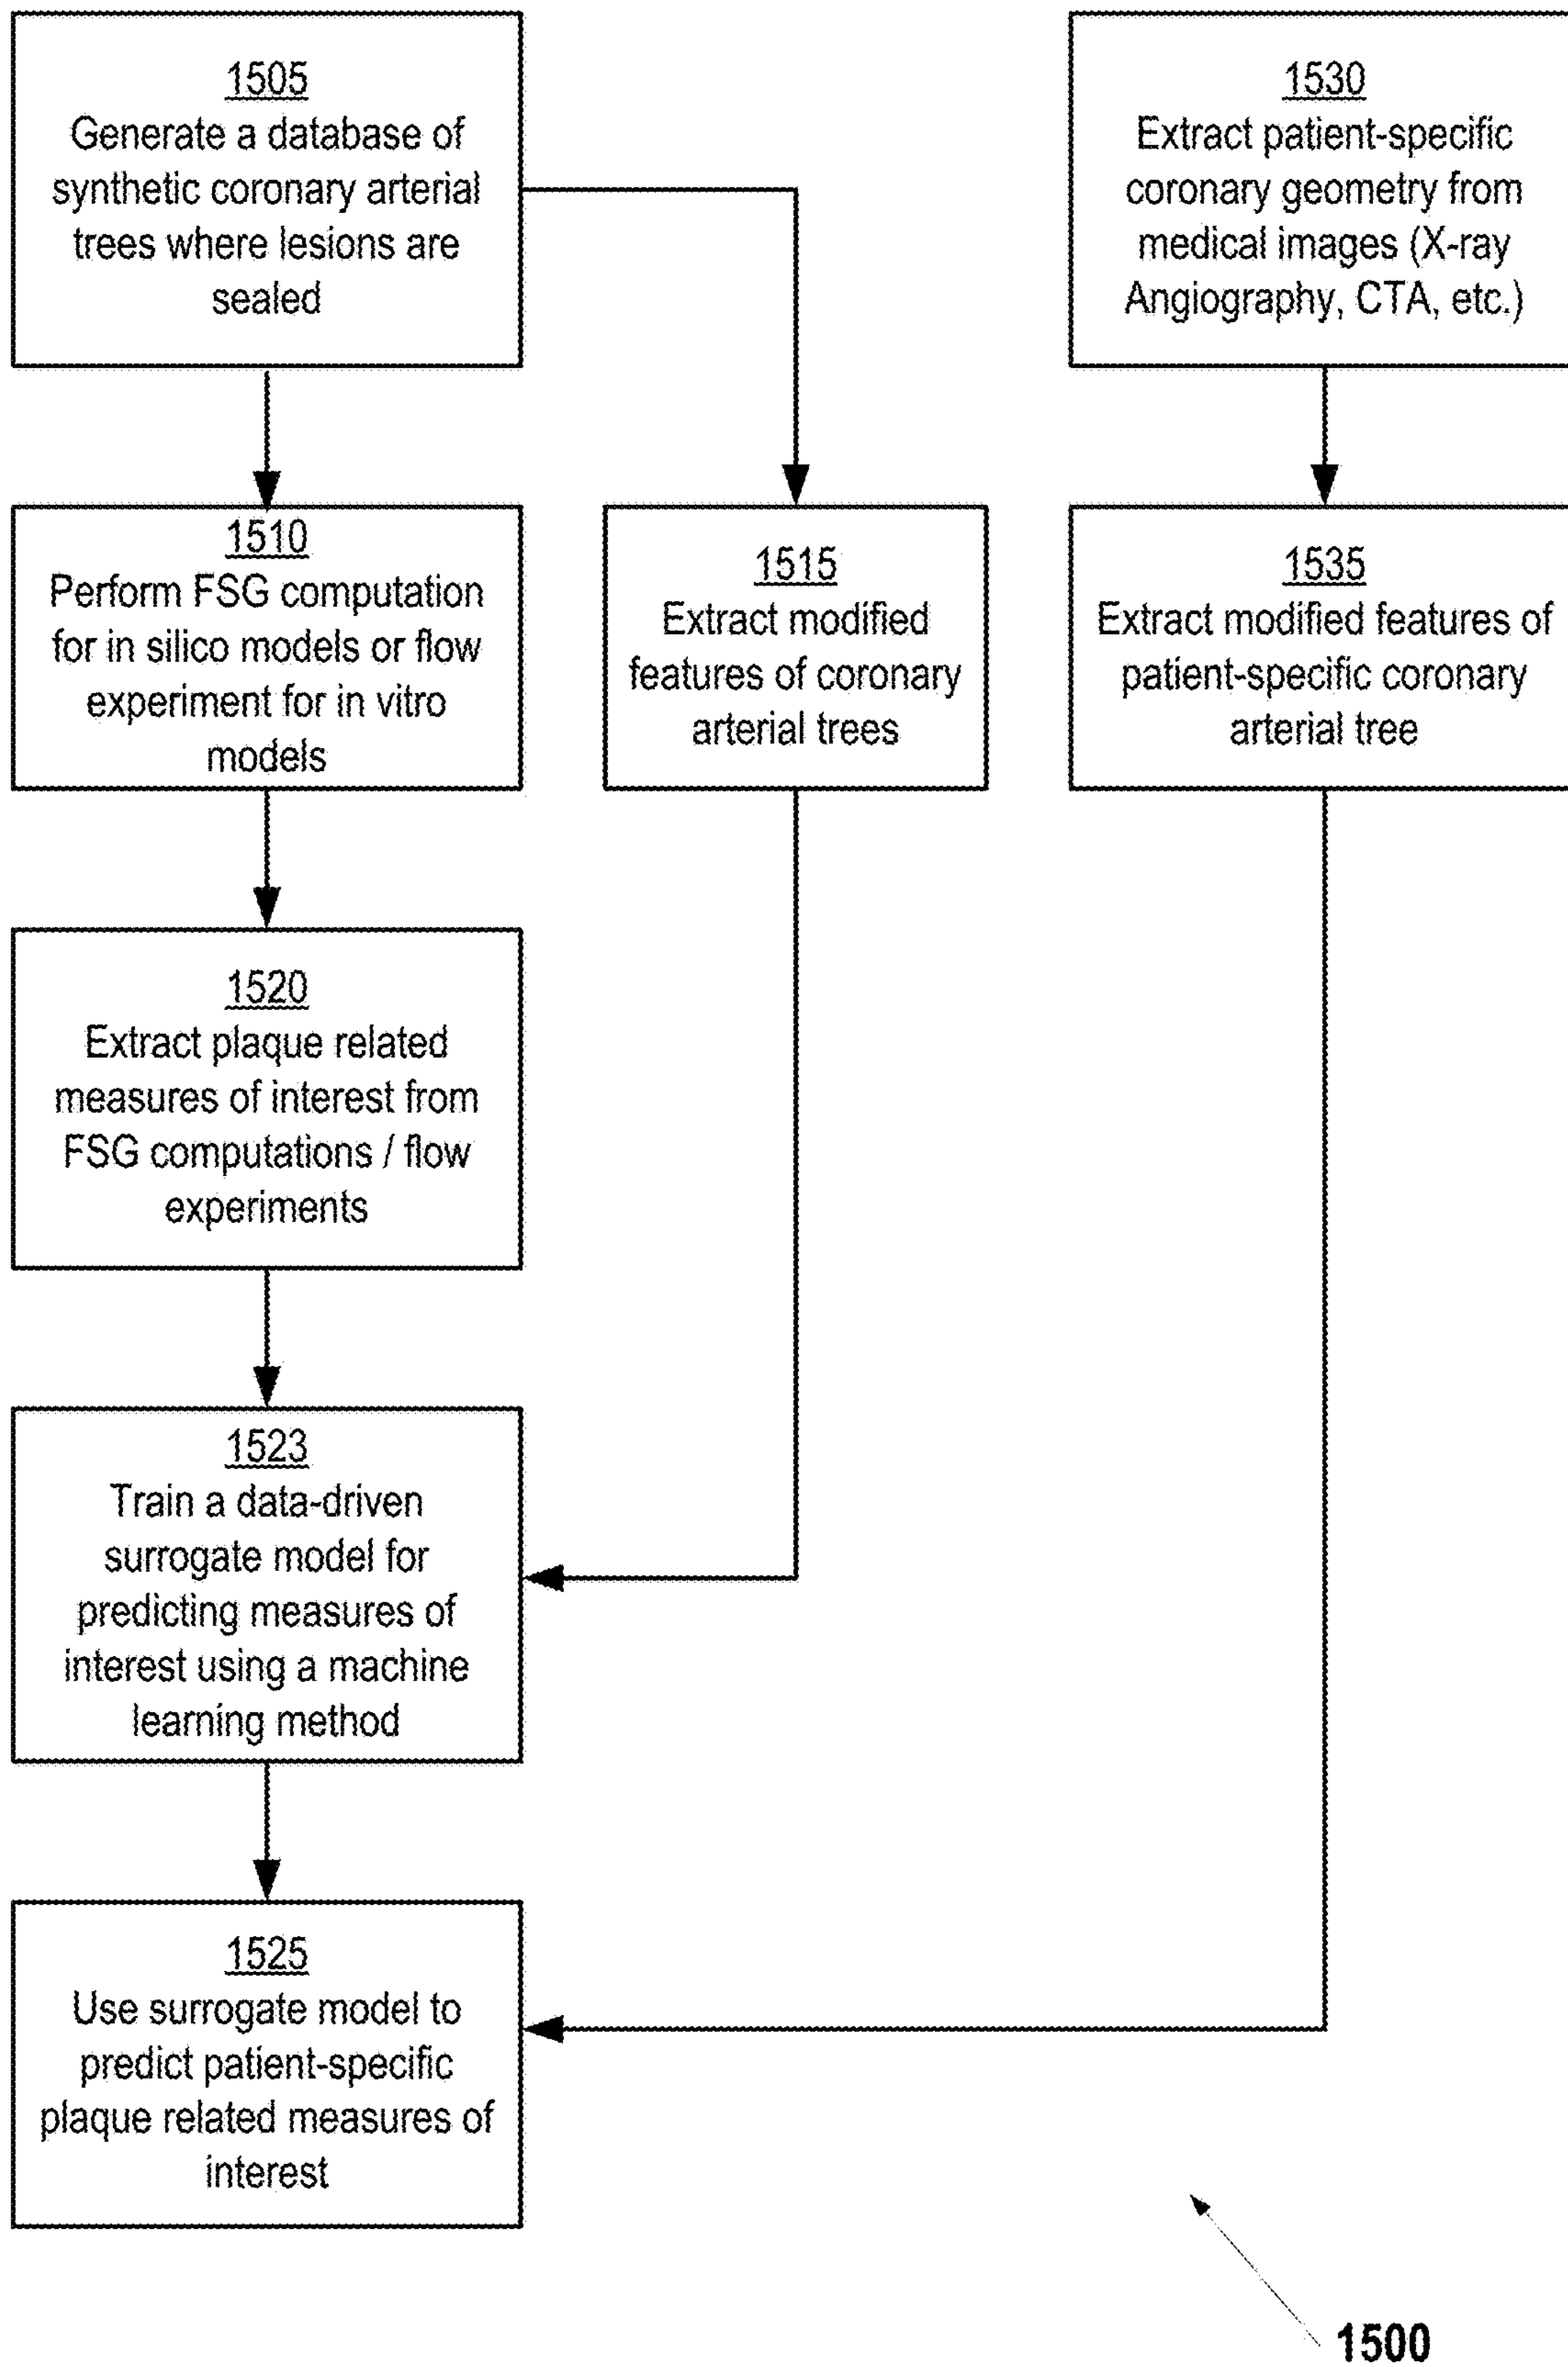 1505
Generate a database of
synthetic coronary arterial
trees where lesions are
sealed
1530
Extract patient-specific
coronary geometry from
medical images (X-ray
Angiography, CTA, etc.)
1510
Perform FSG computation
for in silico models or flow
experiment for in vitro
models
1515
Extract modified
features of coronary
arterial trees
1535
Extract modified features of
patient-specific coronary
arterial tree
1520
Extract plaque related
measures of interest from
FSG computations / flow
experiments
1523
Train a data-driven
surrogate model for
predicting measures of
interest using a machine
learning method
1525
Use surrogate model to
predict patient-specific
plaque related measures of
interest
1500